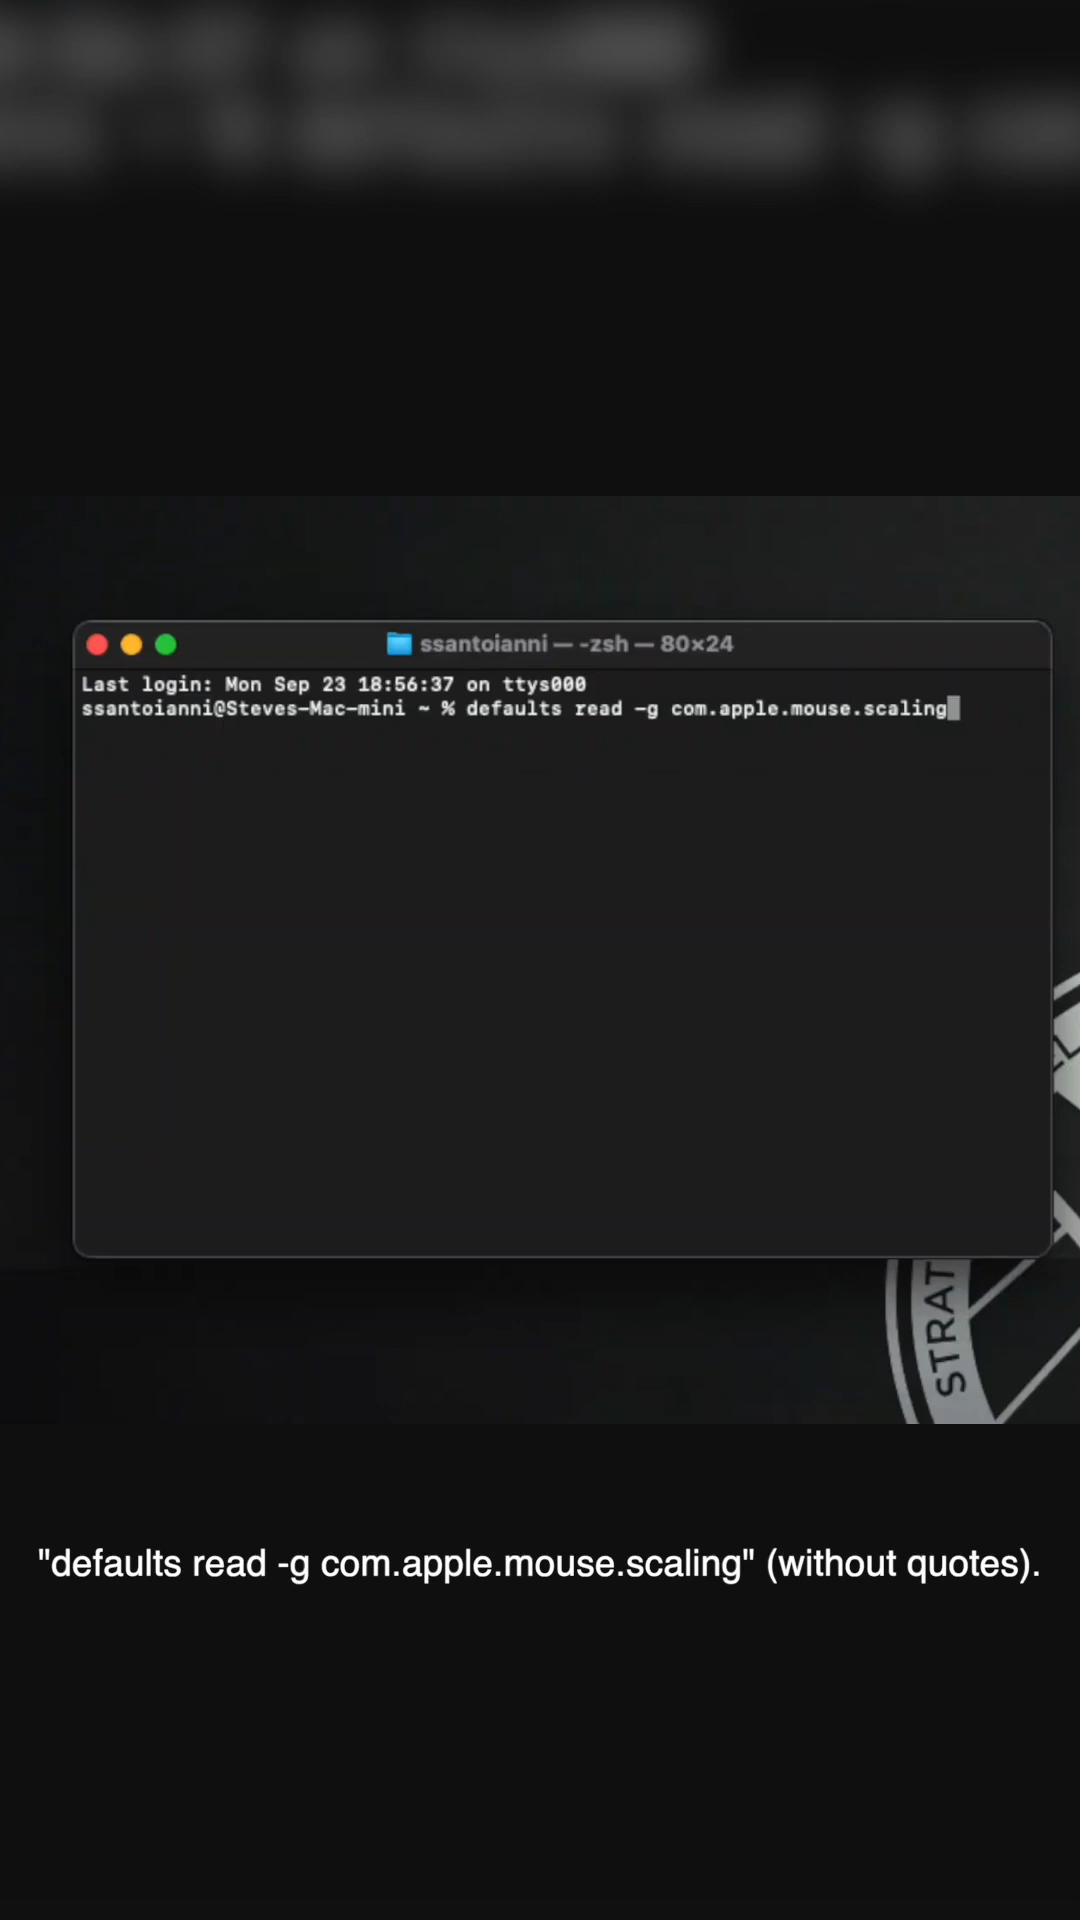 ssantoianni — -zsh — 80×24
Last login: Mon Sep 23 18:56:37 on ttys000
ssantoianni@Steves-Mac-mini ~ % defaults read -g com.apple.mouse.scaling
STRAT
"defaults read -g com.apple.mouse.scaling" (without quotes).